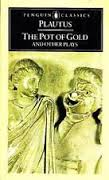 PENGUIN CLASSICS
PLAUTUS
THE POT OF GOLD
AND OTHER PLAYS